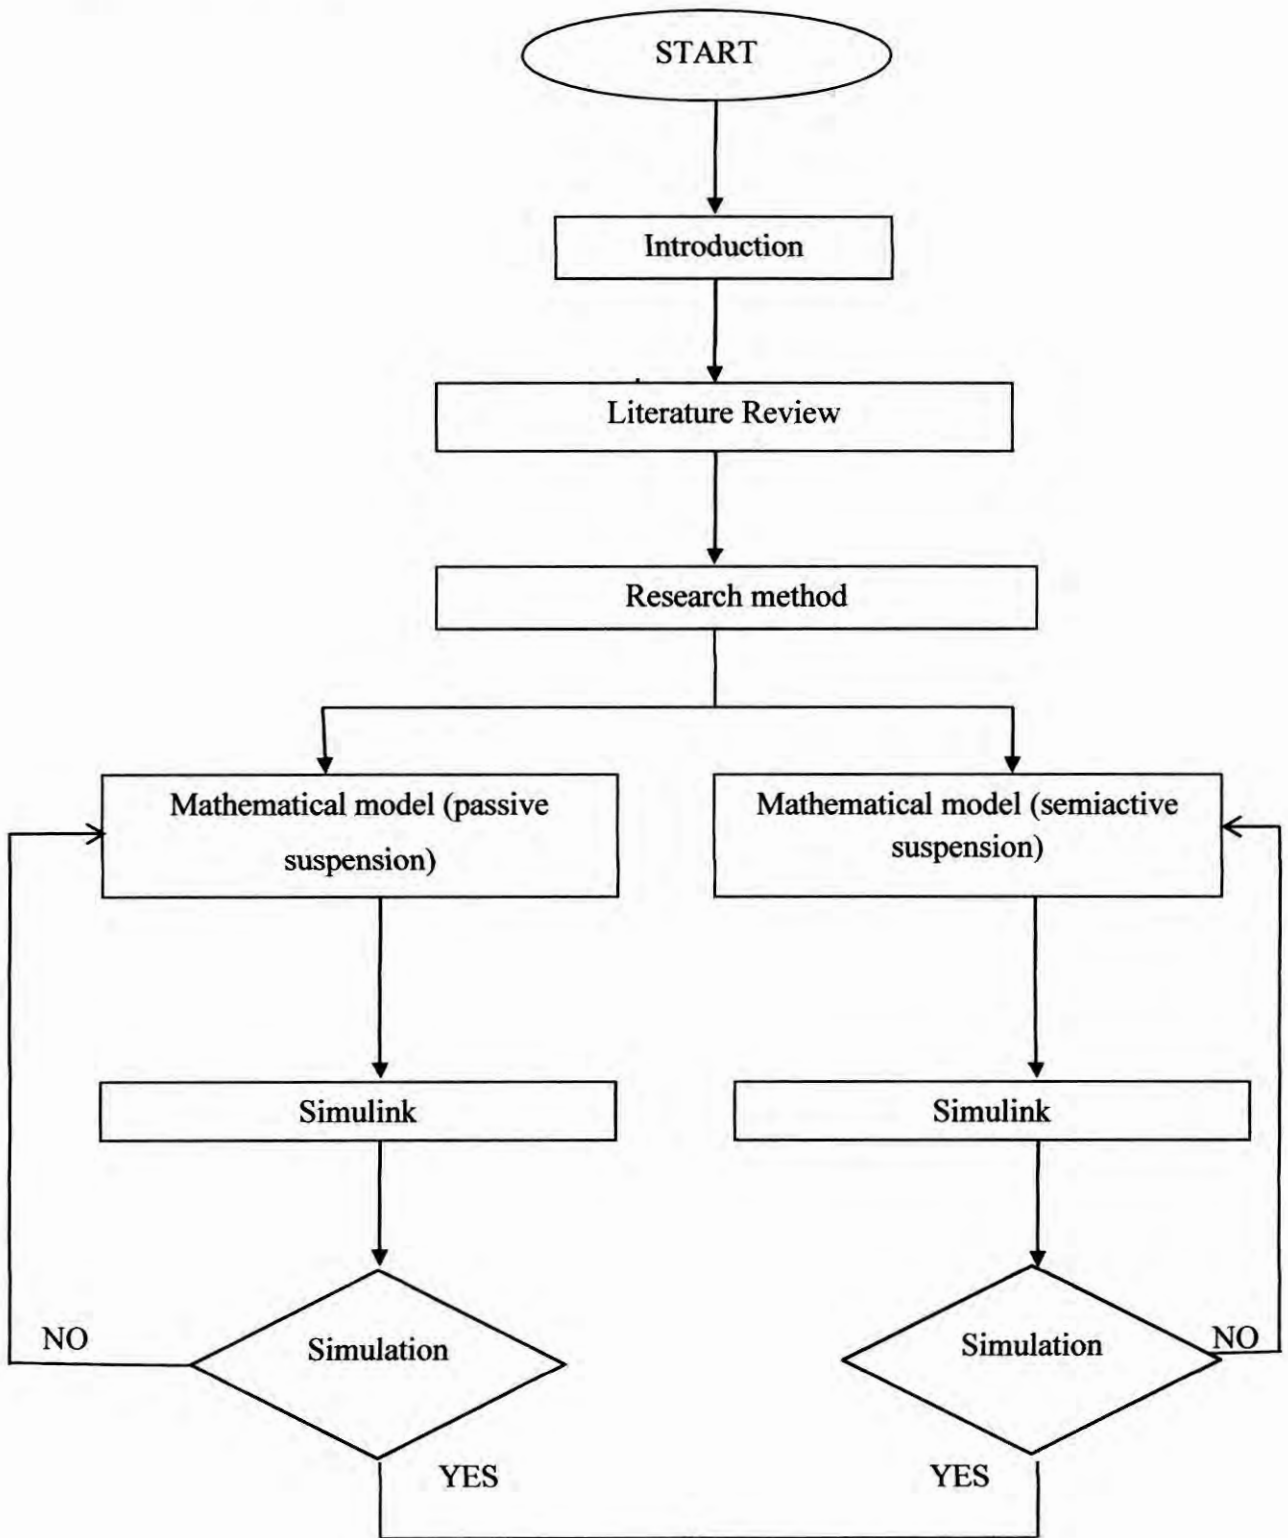 START
Introduction
Literature Review
Research method
Mathematical model (passive
suspension)
Mathematical model (semiactive
suspension)
Simulink
Simulink
Simulation
NO
Simulation
NO
YES
YES